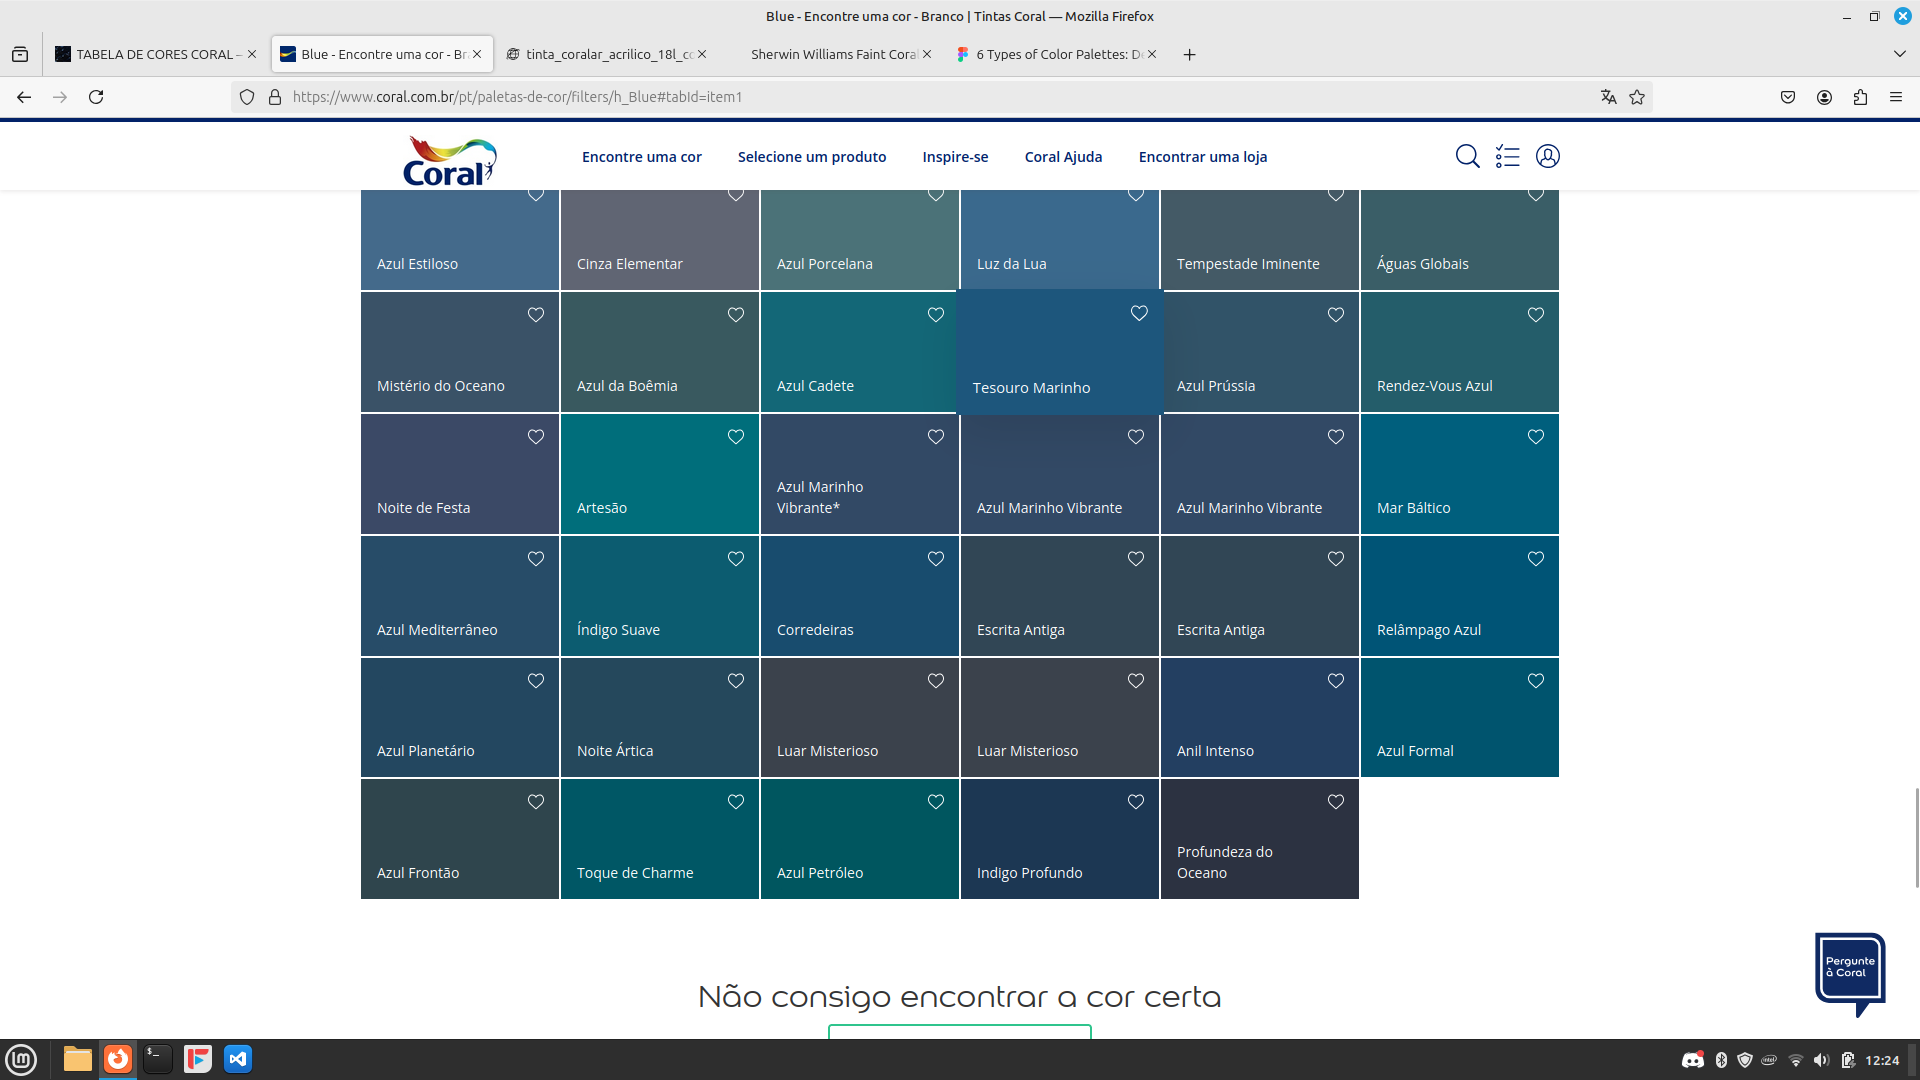 Blue - Encontre uma cor - Branco | Tintas Coral — Mozilla Firefox
TABELA DE CORES CORAL –
Blue - Encontre uma cor - Br
tinta_coralar_acrilico_18l_co
Sherwin Williams Faint Coral
6 Types of Color Palettes: De
https://www.coral.com.br/pt/paletas-de-cor/filters/h_Blue#tabId=item1
Coral
Encontre uma cor
Selecione um produto
Inspire-se
Coral Ajuda
Encontrar uma loja
Azul Estiloso
Cinza Elementar
Azul Porcelana
Luz da Lua
Tempestade Iminente
Águas Globais
Mistério do Oceano
Azul da Boêmia
Azul Cadete
Tesouro Marinho
Azul Prússia
Rendez-Vous Azul
Noite de Festa
Artesão
Azul Marinho
Vibrante*
Azul Marinho Vibrante
Azul Marinho Vibrante
Mar Báltico
Azul Mediterrâneo
Índigo Suave
Corredeiras
Escrita Antiga
Escrita Antiga
Relâmpago Azul
Azul Planetário
Noite Ártica
Luar Misterioso
Luar Misterioso
Anil Intenso
Azul Formal
Azul Frontão
Toque de Charme
Azul Petróleo
Indigo Profundo
Profundeza do
Oceano
Pergunte
à Coral
Não consigo encontrar a cor certa
12:24